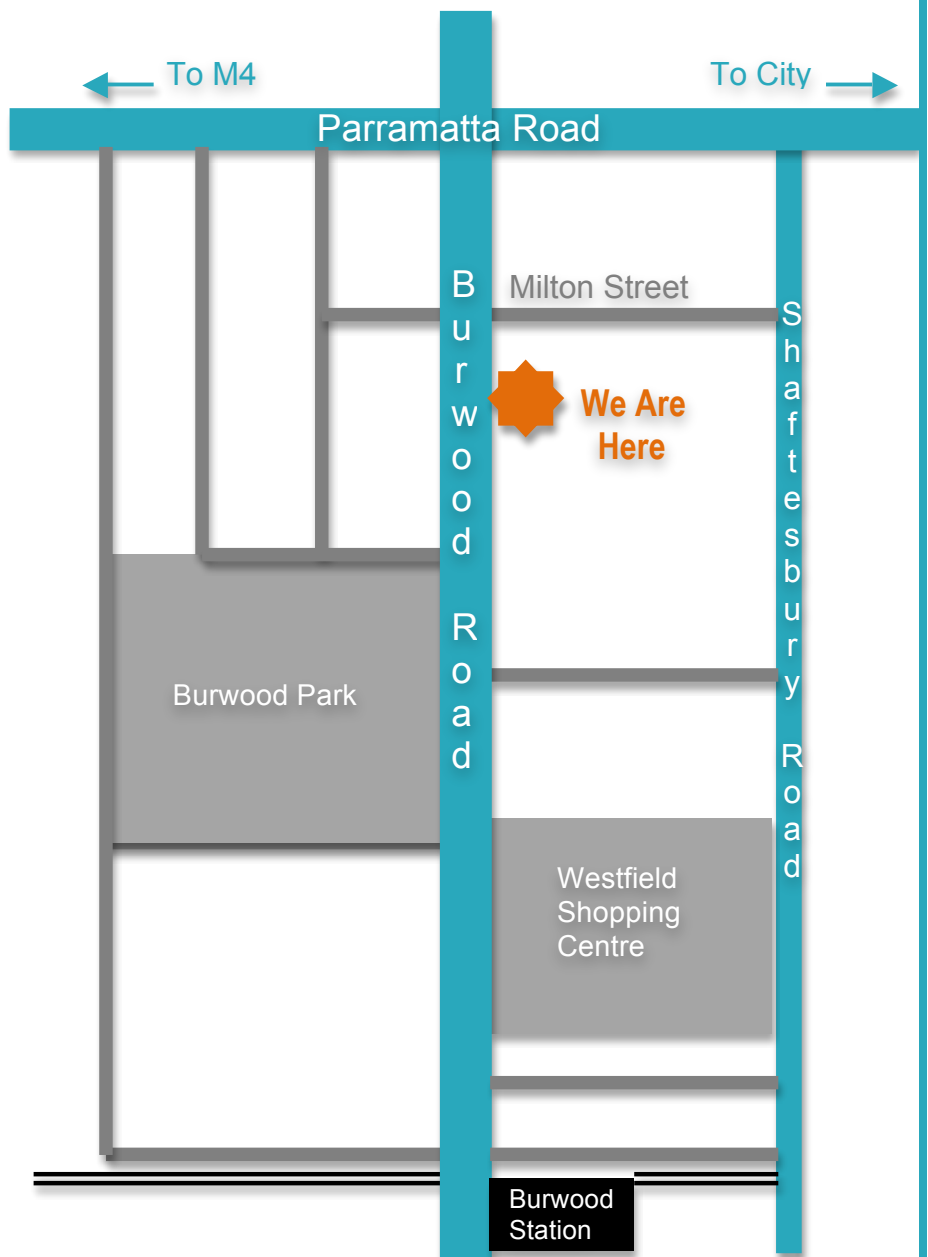 To M4
To City
Parramatta Road
Burwood Road
Milton Street
Shaftesbury Road
We Are
Here
Burwood Park
Westfield
Shopping
Centre
Burwood
Station